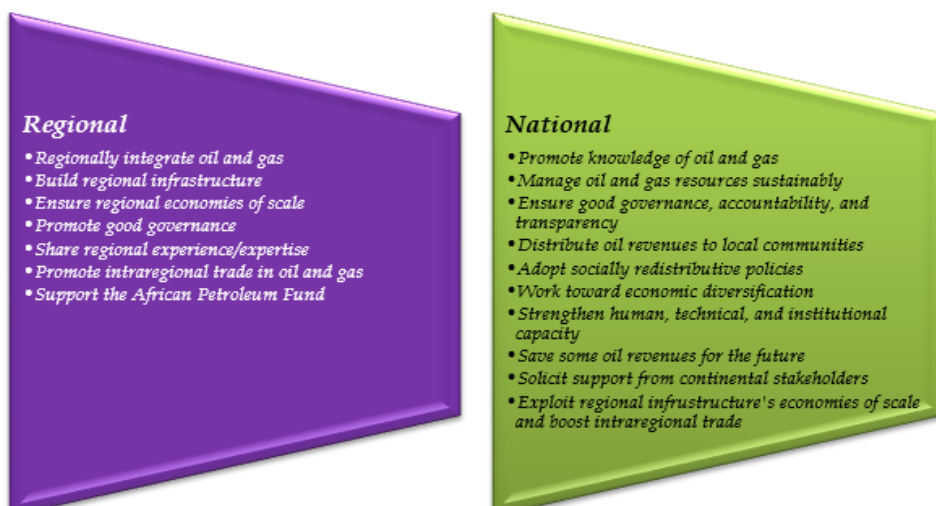 Regional
•Regionally integrate oil and gas
•Build regional infrastructure
•Ensure regional economies of scale
•Promote good governance
•Share regional experience/expertise
•Promote intraregional trade in oil and gas
•Support the African Petroleum Fund
National
•Promote knowledge of oil and gas
•Manage oil and gas resources sustainably
•Ensure good governance, accountability, and
transparency
•Distribute oil revenues to local communities
•Adopt socially redistributive policies
•Work toward economic diversification
•Strengthen human, technical, and institutional
capacity
•Save some oil revenues for the future
•Solicit support from continental stakeholders
•Exploit regional infrustructure's economies of scale
and boost intraregional trade